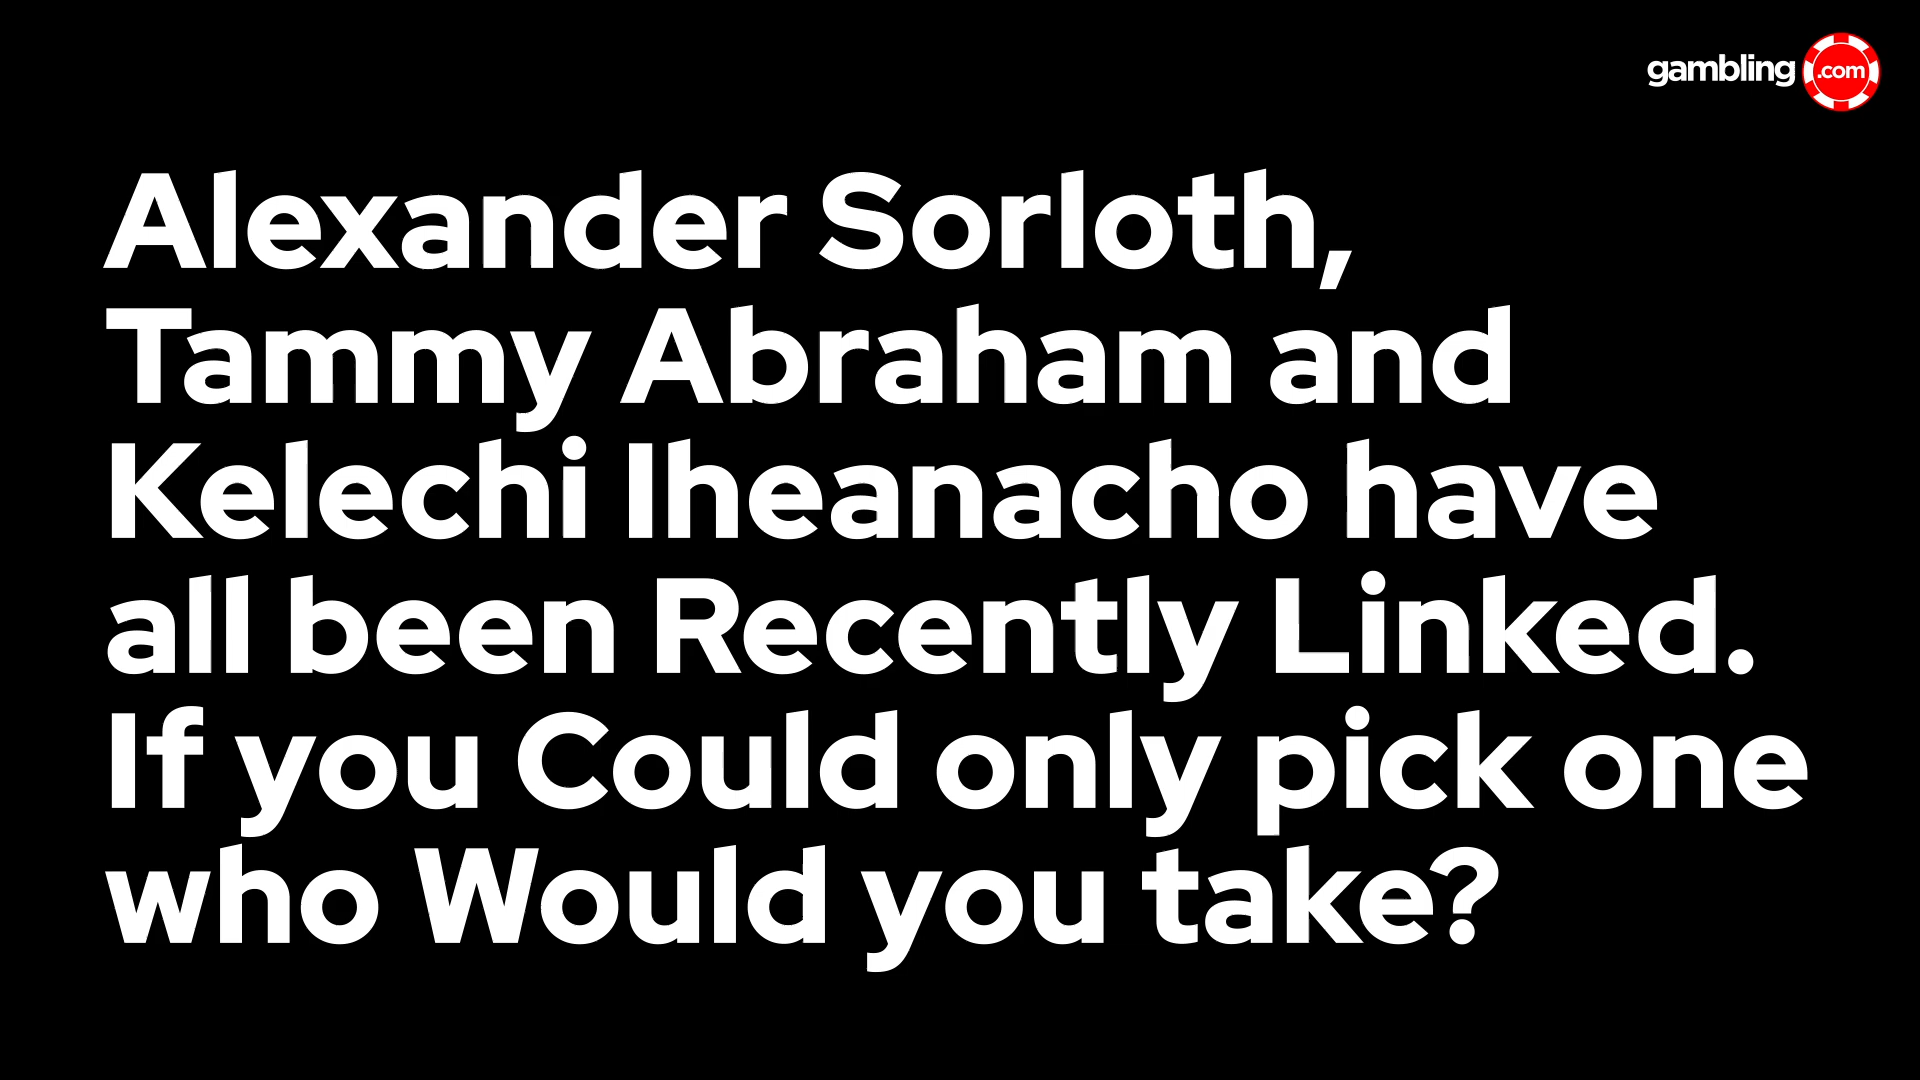 gambling .com
Alexander Sorloth,
Tammy Abraham and
Kelechi Iheanacho have
all been Recently Linked.
If you Could only pick one
who Would you take?